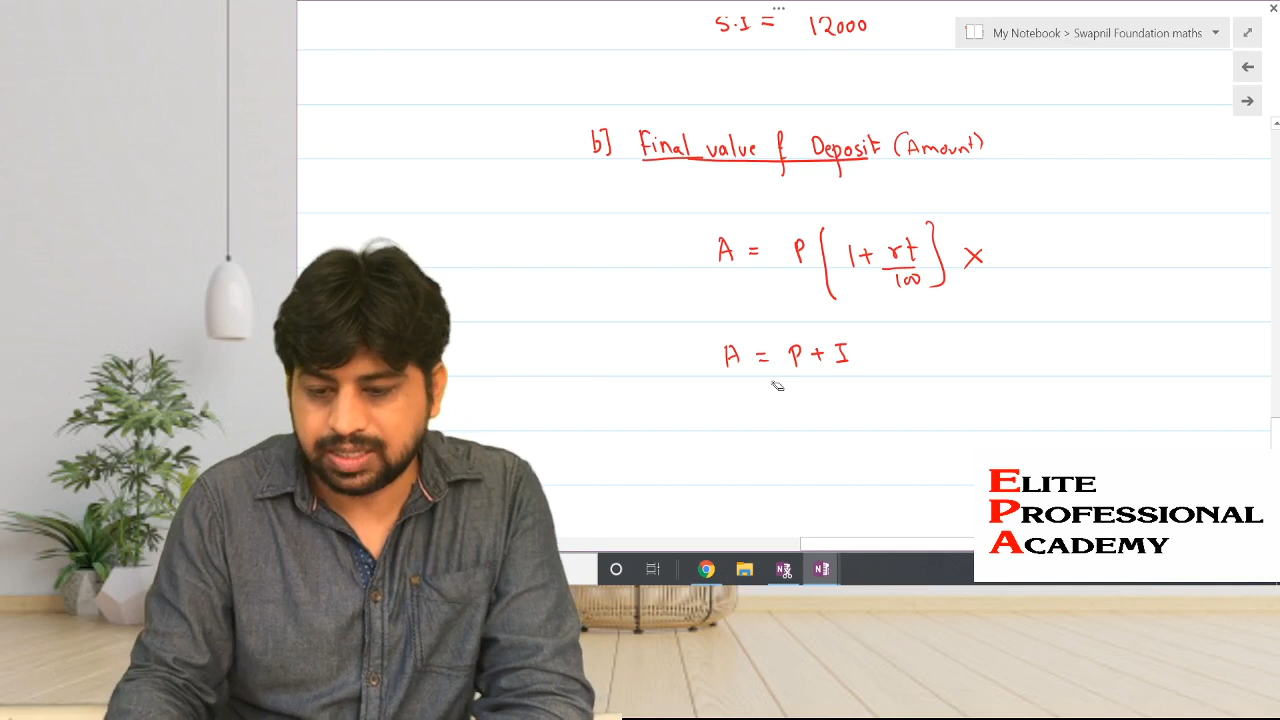 S.I = 12000
My Notebook > Swapnil Foundation maths
b] Final value of Deposit (Amount)
A = P [ 1 + rt/100 ] ×
A = P + I
ELITE
PROFESSIONAL
ACADEMY